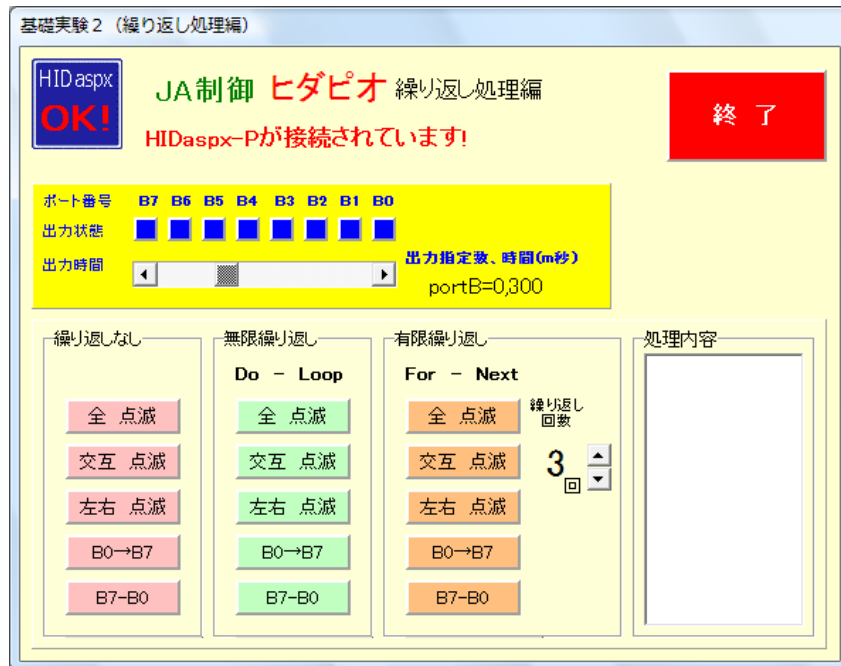 基礎実験２（繰り返し処理編）
HIDaspx
OK!
JA制御 ヒダピオ 繰り返し処理編
HIDaspx-Pが接続されています!
終 了
ポート番号 B7 B6 B5 B4 B3 B2 B1 B0
出力状態
出力時間
出力指定数、時間(m秒)
portB=0,300
繰り返しなし 無限繰り返し 有限繰り返し 処理内容
Do - Loop For - Next
全 点滅 全 点滅 全 点滅 繰り返し
回数
交互 点滅 交互 点滅 交互 点滅 3
回
左右 点滅 左右 点滅 左右 点滅
B0→B7 B0→B7 B0→B7
B7-B0 B7-B0 B7-B0